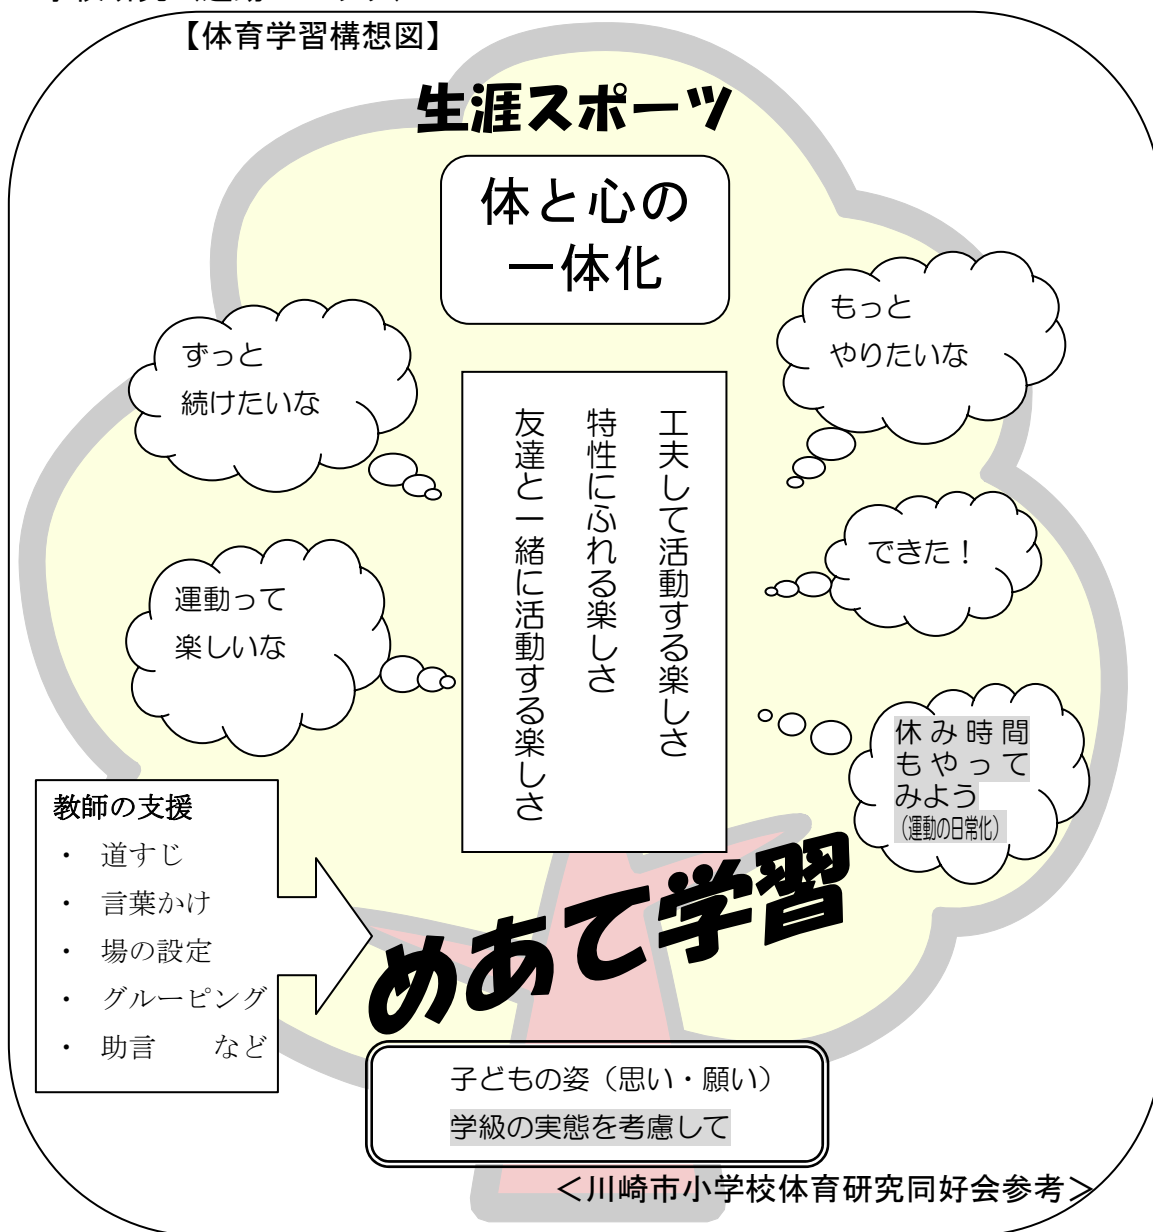 【体育学習構想図】
生涯スポーツ
体と心の
一体化
ずっと
続けたいな
もっと
やりたいな
工夫して活動する楽しさ
特性にふれる楽しさ
友達と一緒に活動する楽しさ
できた！
運動って
楽しいな
休み時間
もやって
みよう
（運動の日常化）
教師の支援
・ 道すじ
・ 言葉かけ
・ 場の設定
・ グルーピング
・ 助言　　など
めあて学習
子どもの姿（思い・願い）
学級の実態を考慮して
＜川崎市小学校体育研究同好会参考＞